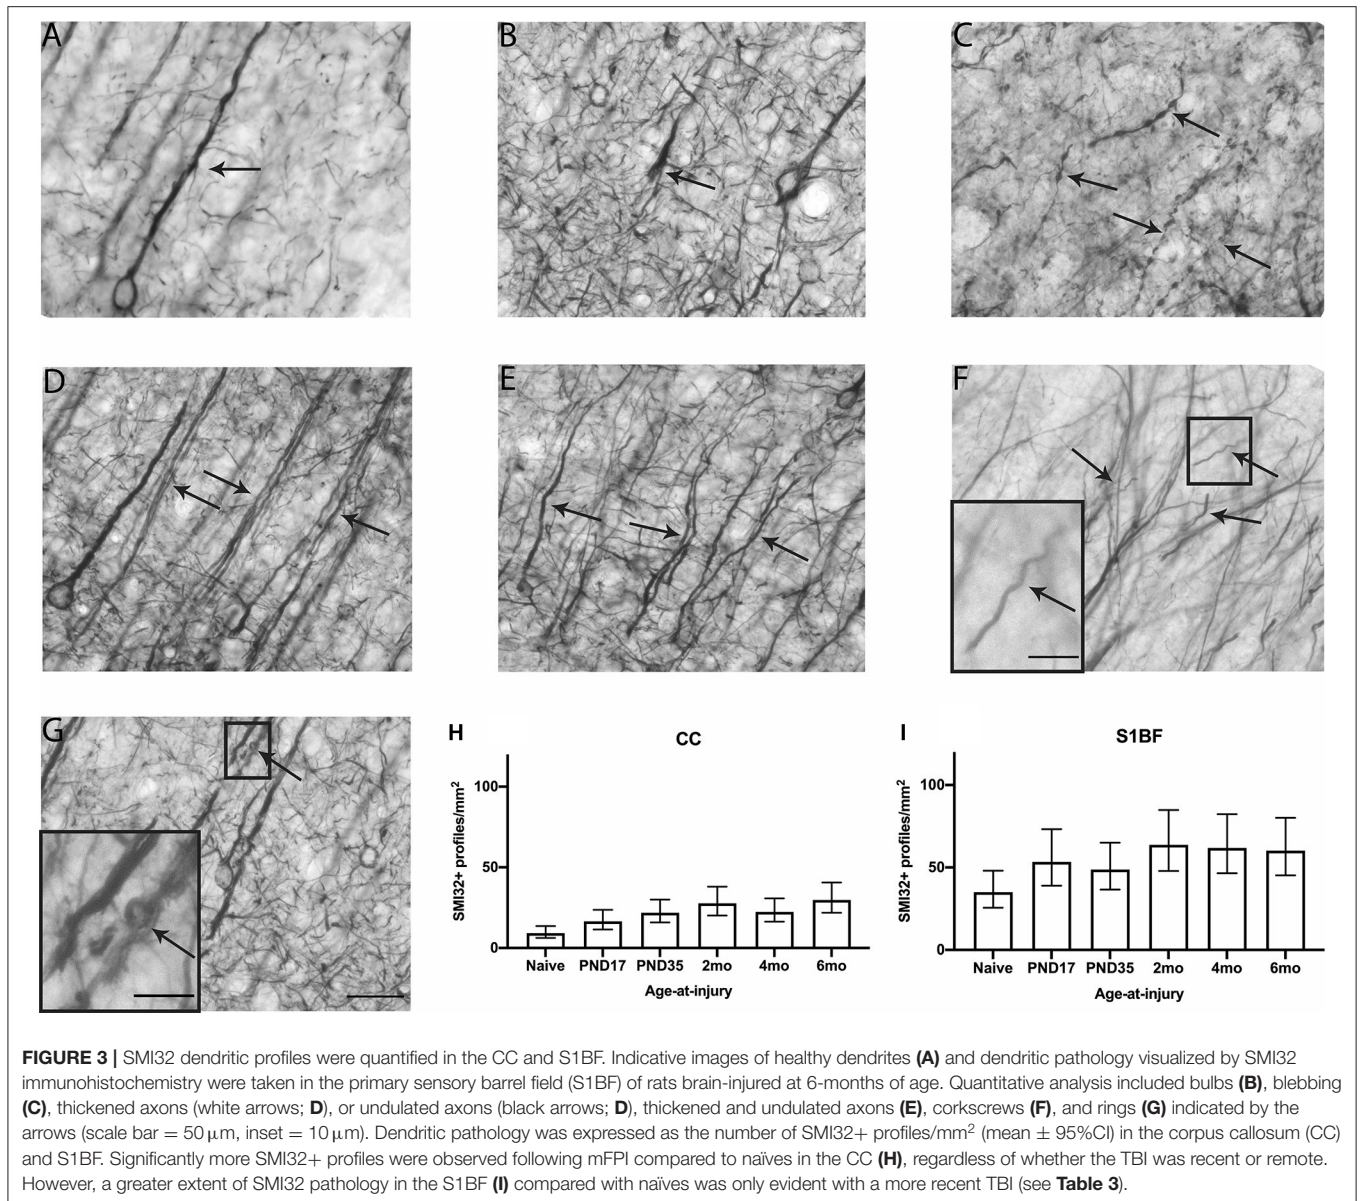 A
B
C
D
E
F
G
H
CC
SMI32+ profiles/mm²
100
50
0
Naive PND17 PND35 2mo 4mo 6mo
Age-at-injury
I
S1BF
SMI32+ profiles/mm²
100
50
0
Naive PND17 PND35 2mo 4mo 6mo
Age-at-injury
FIGURE 3 | SMI32 dendritic profiles were quantified in the CC and S1BF. Indicative images of healthy dendrites (A) and dendritic pathology visualized by SMI32
immunohistochemistry were taken in the primary sensory barrel field (S1BF) of rats brain-injured at 6-months of age. Quantitative analysis included bulbs (B), blebbing
(C), thickened axons (white arrows; D), or undulated axons (black arrows; D), thickened and undulated axons (E), corkscrews (F), and rings (G) indicated by the
arrows (scale bar = 50 μm, inset = 10 μm). Dendritic pathology was expressed as the number of SMI32+ profiles/mm² (mean ± 95%CI) in the corpus callosum (CC)
and S1BF. Significantly more SMI32+ profiles were observed following mFPI compared to naïves in the CC (H), regardless of whether the TBI was recent or remote.
However, a greater extent of SMI32 pathology in the S1BF (I) compared with naïves was only evident with a more recent TBI (see Table 3).